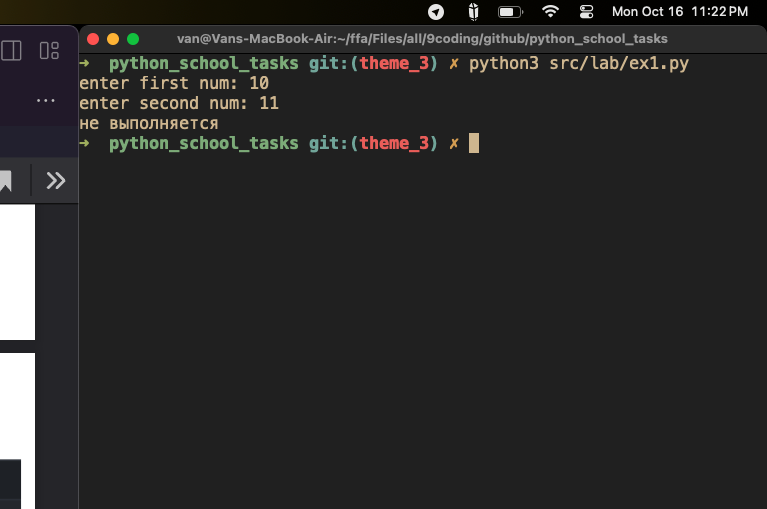 Mon Oct 16 11:22 PM
van@Vans-MacBook-Air:~/ffa/Files/all/9coding/github/python_school_tasks
➜ python_school_tasks git:(theme_3) ✗ python3 src/lab/ex1.py
enter first num: 10
enter second num: 11
не выполняется
➜ python_school_tasks git:(theme_3) ✗